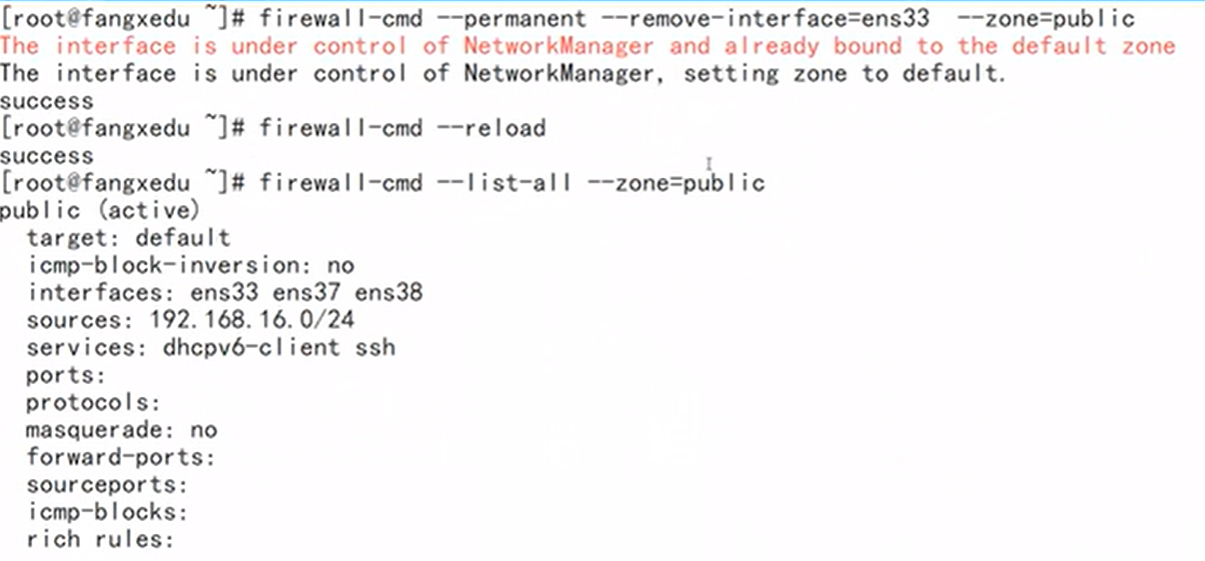 [root@fangxedu ~]# firewall-cmd --permanent --remove-interface=ens33  --zone=public
The interface is under control of NetworkManager and already bound to the default zone
The interface is under control of NetworkManager, setting zone to default.
success
[root@fangxedu ~]# firewall-cmd --reload
success
[root@fangxedu ~]# firewall-cmd --list-all --zone=public
public (active)
  target: default
  icmp-block-inversion: no
  interfaces: ens33 ens37 ens38
  sources: 192.168.16.0/24
  services: dhcpv6-client ssh
  ports:
  protocols:
  masquerade: no
  forward-ports:
  sourceports:
  icmp-blocks:
  rich rules: